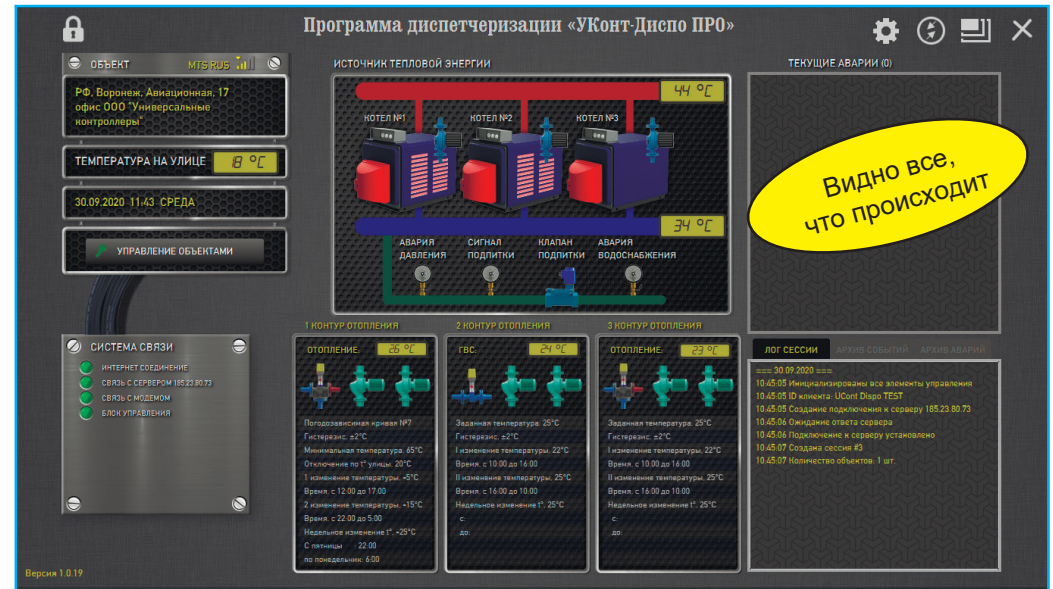 Программа диспетчеризации «УКонт-Диспо ПРО»
ОБЪЕКТ
MTS RUS
РФ, Воронеж, Авиационная, 17
офис ООО "Универсальные
контроллеры"
ТЕМПЕРАТУРА НА УЛИЦЕ
18 °C
30.09.2020 11:43 СРЕДА
УПРАВЛЕНИЕ ОБЪЕКТАМИ
СИСТЕМА СВЯЗИ
ИНТЕРНЕТ СОЕДИНЕНИЕ
СВЯЗЬ С СЕРВЕРОМ 185.23.80.73
СВЯЗЬ С МОДЕМОМ
БЛОК УПРАВЛЕНИЯ
Версия 1.0.19
ИСТОЧНИК ТЕПЛОВОЙ ЭНЕРГИИ
44 °C
КОТЕЛ №1
КОТЕЛ №2
КОТЕЛ №3
34 °C
АВАРИЯ
ДАВЛЕНИЯ
СИГНАЛ
ПОДПИТКИ
КЛАПАН
ПОДПИТКИ
АВАРИЯ
ВОДОСНАБЖЕНИЯ
1 КОНТУР ОТОПЛЕНИЯ
ОТОПЛЕНИЕ:
26 °C
Погодозависимая кривая №7
Гистерезис: ±2°C
Минимальная температура: 65°C
Отключение по t° улицы: 20°C
1 изменение температуры: -5°C
Время: с 12:00 до 17:00
2 изменение температуры: -15°C
Время: с 22:00 до 5:00
Недельное изменение t°: -25°C
С пятницы : 22:00
по понедельник: 6:00
2 КОНТУР ОТОПЛЕНИЯ
ГВС:
24 °C
Заданная температура: 25°C
Гистерезис: ±2°C
I изменение температуры: 22°C
Время: с 10:00 до 16:00
II изменение температуры: 25°C
Время: с 16:00 до 10:00
Недельное изменение t°: 25°C
с:
до:
3 КОНТУР ОТОПЛЕНИЯ
ОТОПЛЕНИЕ:
23 °C
Заданная температура: 25°C
Гистерезис: ±2°C
I изменение температуры: 22°C
Время: с 10:00 до 16:00
II изменение температуры: 25°C
Время: с 16:00 до 10:00
Недельное изменение t°: 25°C
с:
до:
ТЕКУЩИЕ АВАРИИ (0)
Видно все,
что происходит
ЛОГ СЕССИИ
АРХИВ СОБЫТИЙ
АРХИВ АВАРИЙ
=== 30.09.2020 ===
10:45:05 Инициализированы все элементы управления
10:45:05 ID клиента: UCont Dispo TEST
10:45:05 Создание подключения к серверу 185.23.80.73
10:45:06 Ожидание ответа сервера
10:45:06 Подключение к серверу установлено
10:45:07 Создана сессия #3
10:45:07 Количество объектов: 1 шт.